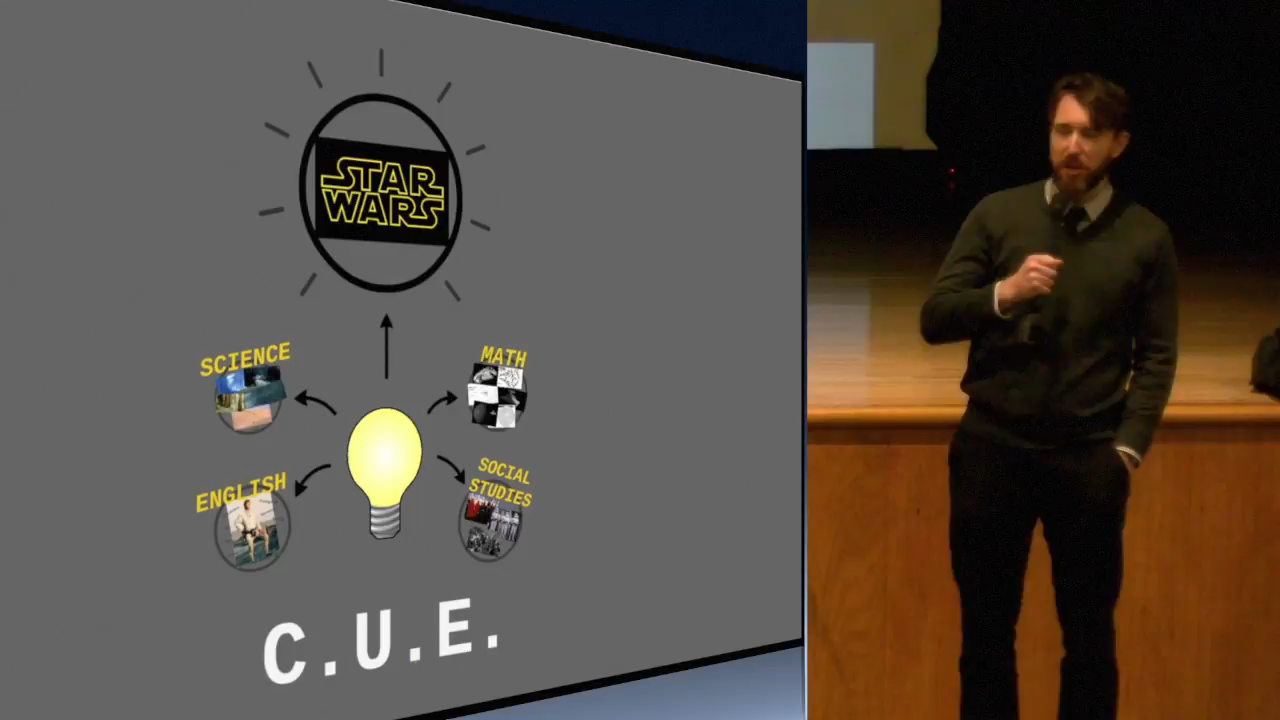 STAR
WARS
SCIENCE
MATH
ENGLISH
SOCIAL
STUDIES
C.U.E.